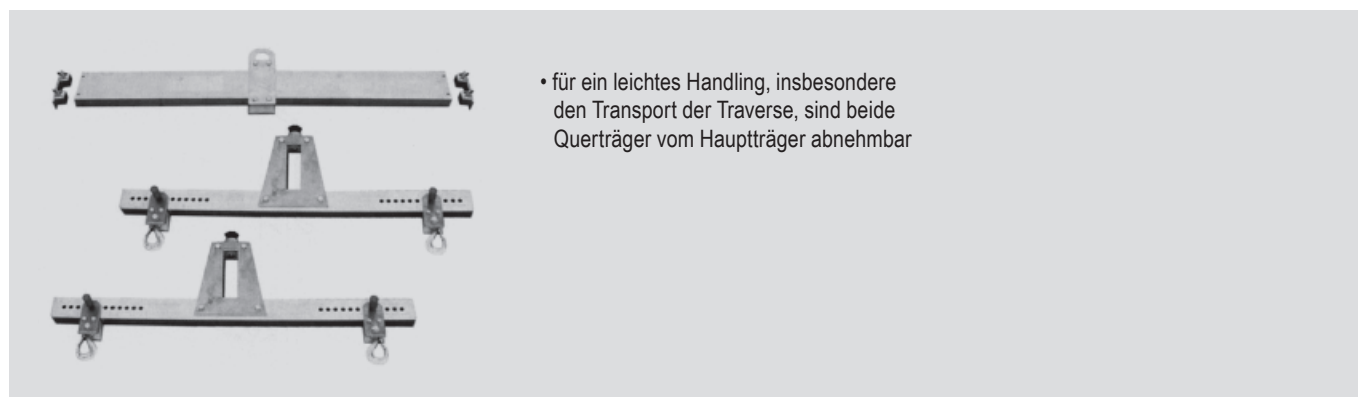 • für ein leichtes Handling, insbesondere
den Transport der Traverse, sind beide
Querträger vom Hauptträger abnehmbar